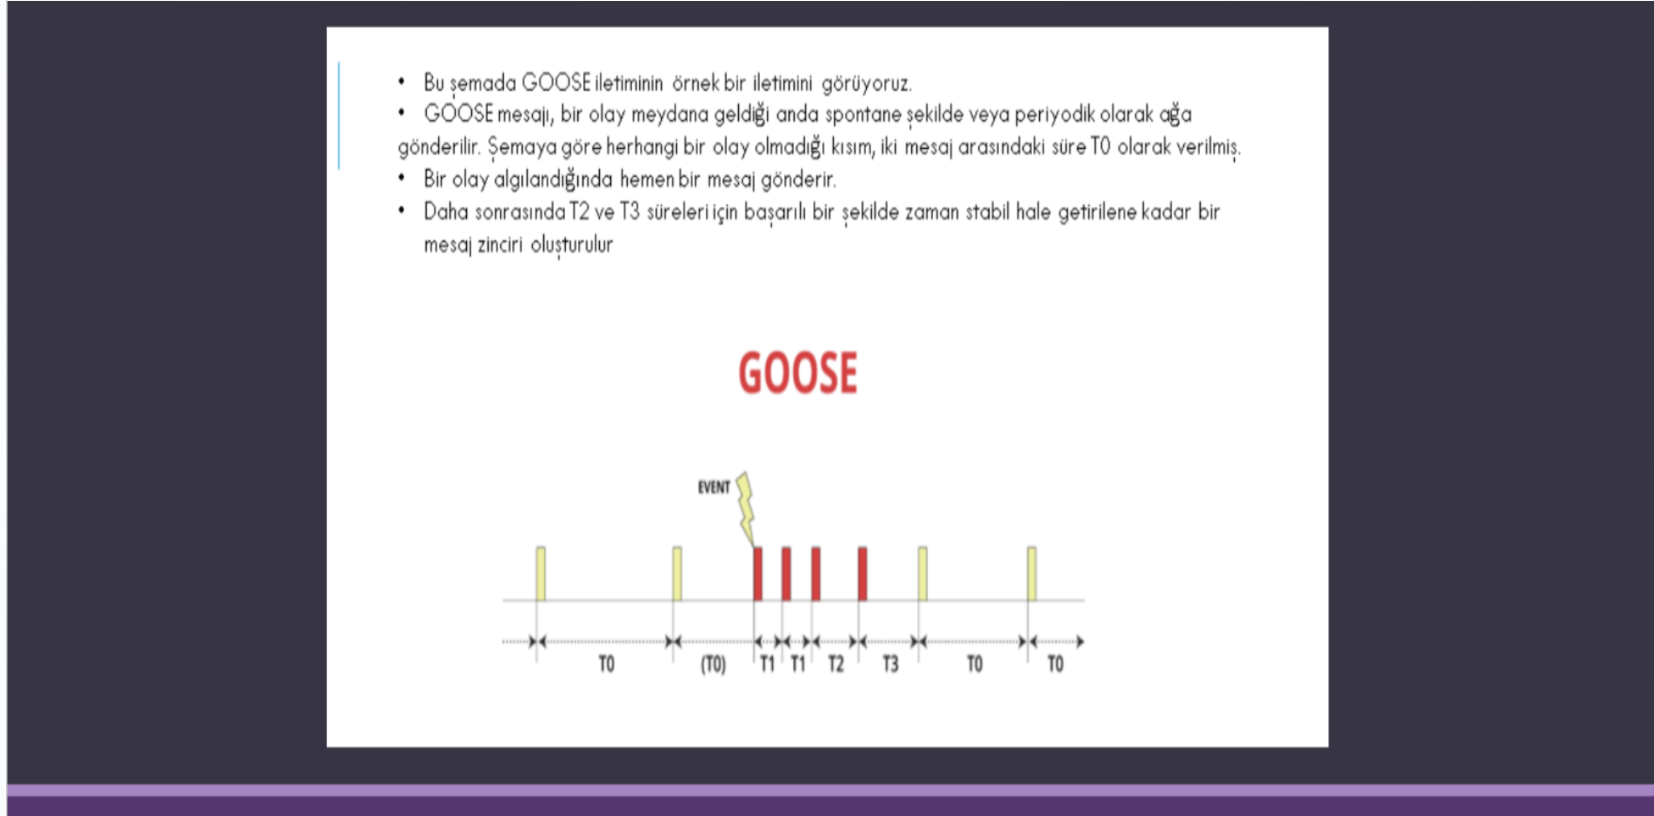 • Bu şemada GOOSE iletiminin örnek bir iletimini görüyoruz.
• GOOSE mesajı, bir olay meydana geldiği anda spontane şekilde veya periyodik olarak ağa
gönderilir. Şemaya göre herhangi bir olay olmadığı kısım, iki mesaj arasındaki süre T0 olarak verilmiş.
• Bir olay algılandığında hemen bir mesaj gönderir.
• Daha sonrasında T2 ve T3 süreleri için başarılı bir şekilde zaman stabil hale getirilene kadar bir
mesaj zinciri oluşturulur
GOOSE
EVENT
T0 (T0) T1 T1 T2 T3 T0 T0